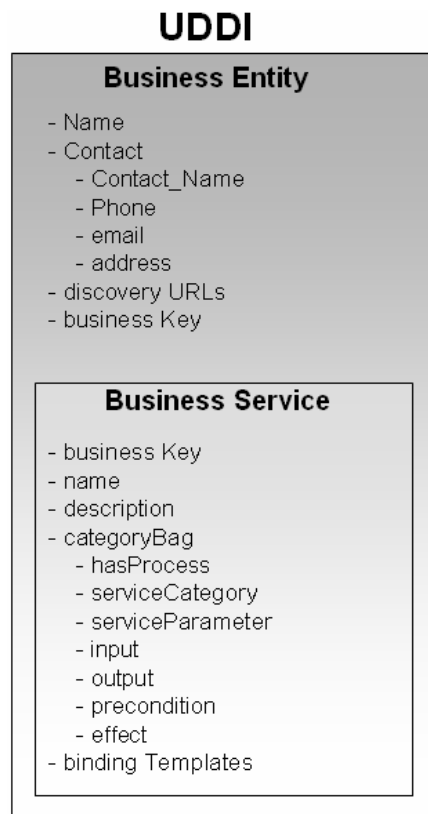 UDDI
Business Entity
- Name
- Contact
- Contact_Name
- Phone
- email
- address
- discovery URLs
- business Key
Business Service
- business Key
- name
- description
- categoryBag
- hasProcess
- serviceCategory
- serviceParameter
- input
- output
- precondition
- effect
- binding Templates